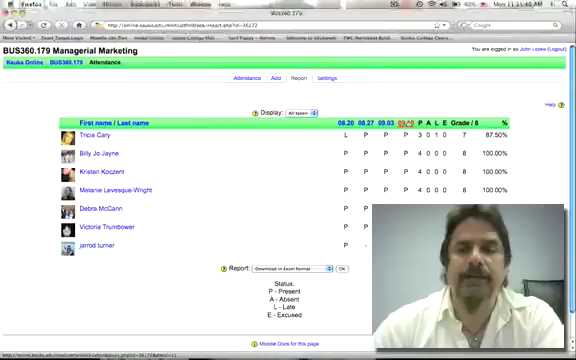 BUS360.179 Managerial Marketing
You are logged in as John Locke (Logout)
Keuka Online BUS360.179 Attendance
Attendance Add Report Settings
Help
Display: All taken
First name / Last name 08.20 08.27 09.03 P A L E Grade / 8 %
Tricia Cary L P P P 3 0 1 0 7 87.50%
Billy Jo Jayne P P P P 4 0 0 0 8 100.00%
Kristen Koczent P P P P 4 0 0 0 8 100.00%
Melanie Levesque-Wright P P P P 4 0 0 0 8 100.00%
Debra McCann P P
Victoria Trumbower P P
jarrod turner P -
Report: Download in Excel format OK
Status:
P - Present
A - Absent
L - Late
E - Excused
Moodle Docs for this page